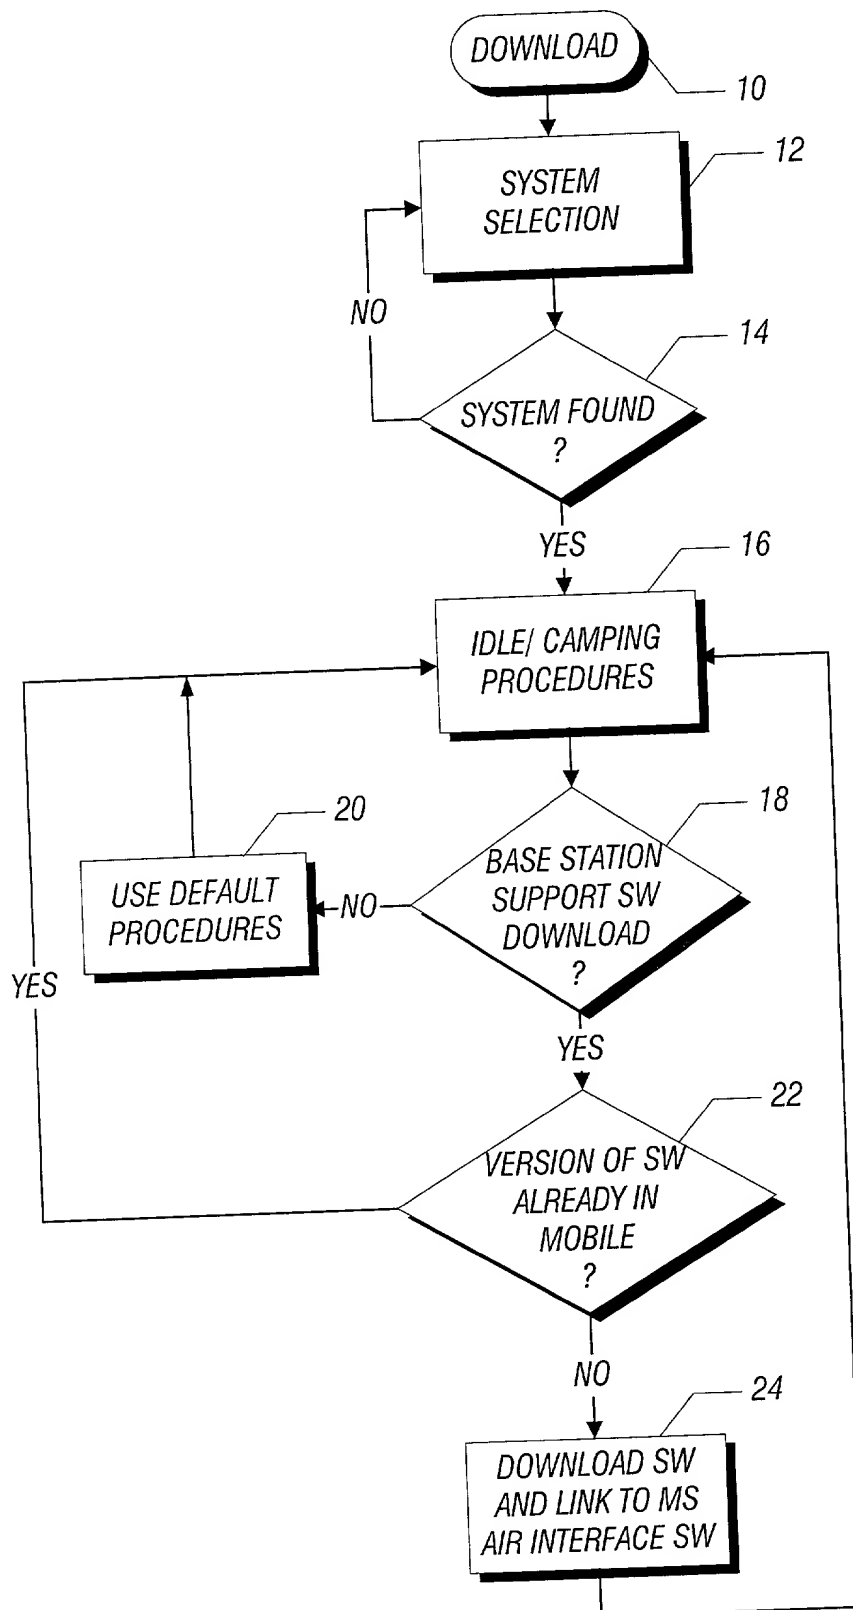 DOWNLOAD
10
SYSTEM
SELECTION
12
NO
14
SYSTEM FOUND
?
YES
16
IDLE/ CAMPING
PROCEDURES
18
BASE STATION
SUPPORT SW
DOWNLOAD
?
NO
20
USE DEFAULT
PROCEDURES
YES
YES
22
VERSION OF SW
ALREADY IN
MOBILE
?
NO
24
DOWNLOAD SW
AND LINK TO MS
AIR INTERFACE SW